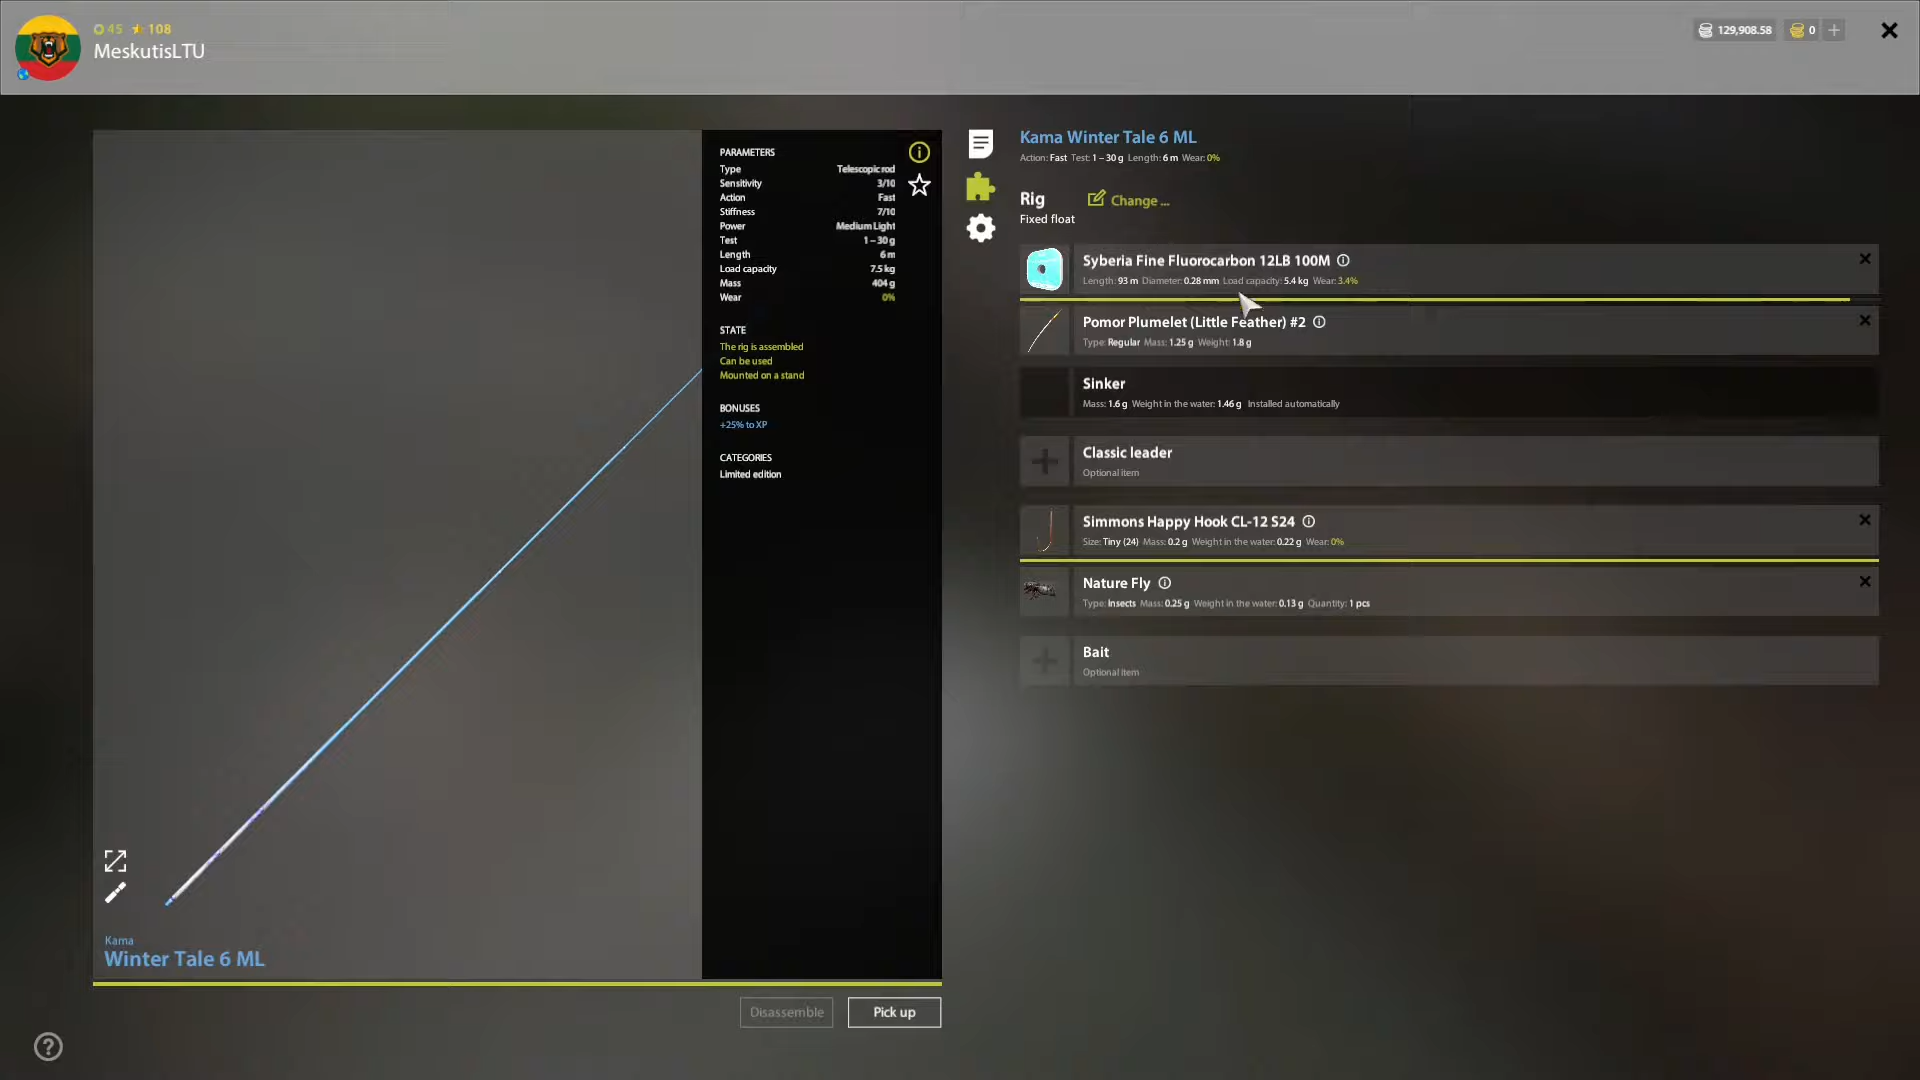 45 108
MeskutisLTU
129,908.58 0
PARAMETERS
Type Telescopic rod
Sensitivity 3/10
Action Fast
Stiffness 7/10
Power Medium Light
Test 1 – 30 g
Length 6 m
Load capacity 7.5 kg
Mass 404 g
Wear 0%
STATE
The rig is assembled
Can be used
Mounted on a stand
BONUSES
+25% to XP
CATEGORIES
Limited edition
Kama
Winter Tale 6 ML
Disassemble Pick up
Kama Winter Tale 6 ML
Action: Fast Test: 1 – 30 g Length: 6 m Wear: 0%
Rig Change ...
Fixed float
Syberia Fine Fluorocarbon 12LB 100M
Length: 93 m Diameter: 0.28 mm Load capacity: 5.4 kg Wear: 3.4%
Pomor Plumelet (Little Feather) #2
Type: Regular Mass: 1.25 g Weight: 1.8 g
Sinker
Mass: 1.6 g Weight in the water: 1.46 g Installed automatically
Classic leader
Optional item
Simmons Happy Hook CL-12 S24
Size: Tiny (24) Mass: 0.2 g Weight in the water: 0.22 g Wear: 0%
Nature Fly
Type: Insects Mass: 0.25 g Weight in the water: 0.13 g Quantity: 1 pcs
Bait
Optional item